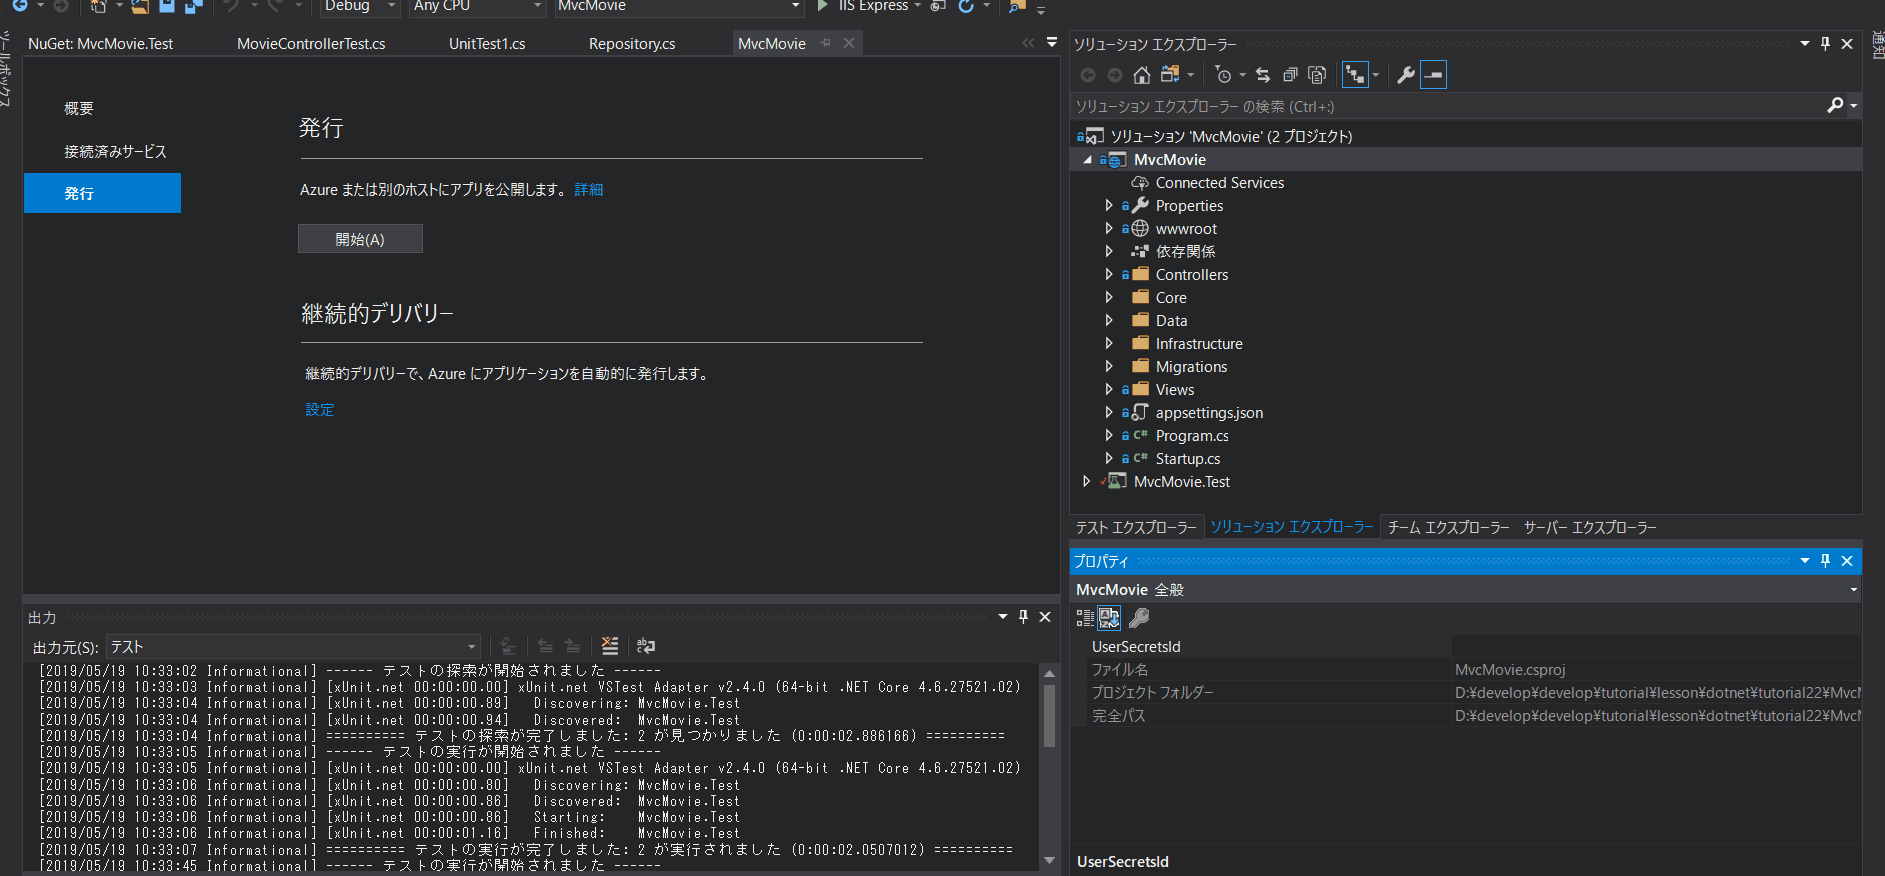 Debug
Any CPU
MvcMovie
IIS Express
ツールボックス
NuGet: MvcMovie.Test
MovieControllerTest.cs
UnitTest1.cs
Repository.cs
MvcMovie
概要
接続済みサービス
発行
発行
Azure または別のホストにアプリを公開します。 詳細
開始(A)
継続的デリバリー
継続的デリバリーで、Azure にアプリケーションを自動的に発行します。
設定
出力
出力元(S): テスト
[2019/05/19 10:33:02 Informational] ------ テストの探索が開始されました ------
[2019/05/19 10:33:03 Informational] [xUnit.net 00:00:00.00] xUnit.net VSTest Adapter v2.4.0 (64-bit .NET Core 4.6.27521.02)
[2019/05/19 10:33:04 Informational] [xUnit.net 00:00:00.89]   Discovering: MvcMovie.Test
[2019/05/19 10:33:04 Informational] [xUnit.net 00:00:00.94]   Discovered:  MvcMovie.Test
[2019/05/19 10:33:04 Informational] ========== テストの探索が完了しました: 2 が見つかりました (0:00:02.886166) ==========
[2019/05/19 10:33:05 Informational] ------ テストの実行が開始されました ------
[2019/05/19 10:33:05 Informational] [xUnit.net 00:00:00.00] xUnit.net VSTest Adapter v2.4.0 (64-bit .NET Core 4.6.27521.02)
[2019/05/19 10:33:06 Informational] [xUnit.net 00:00:00.80]   Discovering: MvcMovie.Test
[2019/05/19 10:33:06 Informational] [xUnit.net 00:00:00.86]   Discovered:  MvcMovie.Test
[2019/05/19 10:33:06 Informational] [xUnit.net 00:00:00.86]   Starting:    MvcMovie.Test
[2019/05/19 10:33:06 Informational] [xUnit.net 00:00:01.16]   Finished:    MvcMovie.Test
[2019/05/19 10:33:07 Informational] ========== テストの実行が完了しました: 2 が実行されました (0:00:02.0507012) ==========
[2019/05/19 10:33:45 Informational] ------ テストの実行が開始されました ------
ソリューション エクスプローラー
ソリューション エクスプローラー の検索 (Ctrl+:)
ソリューション 'MvcMovie' (2 プロジェクト)
MvcMovie
Connected Services
Properties
wwwroot
依存関係
Controllers
Core
Data
Infrastructure
Migrations
Views
appsettings.json
C# Program.cs
C# Startup.cs
MvcMovie.Test
テスト エクスプローラー
ソリューション エクスプローラー
チーム エクスプローラー
サーバー エクスプローラー
プロパティ
MvcMovie 全般
UserSecretsId
ファイル名 MvcMovie.csproj
プロジェクト フォルダー D:¥develop¥develop¥tutorial¥lesson¥dotnet¥tutorial22¥Mvc
完全パス D:¥develop¥develop¥tutorial¥lesson¥dotnet¥tutorial22¥Mvc
UserSecretsId
通知